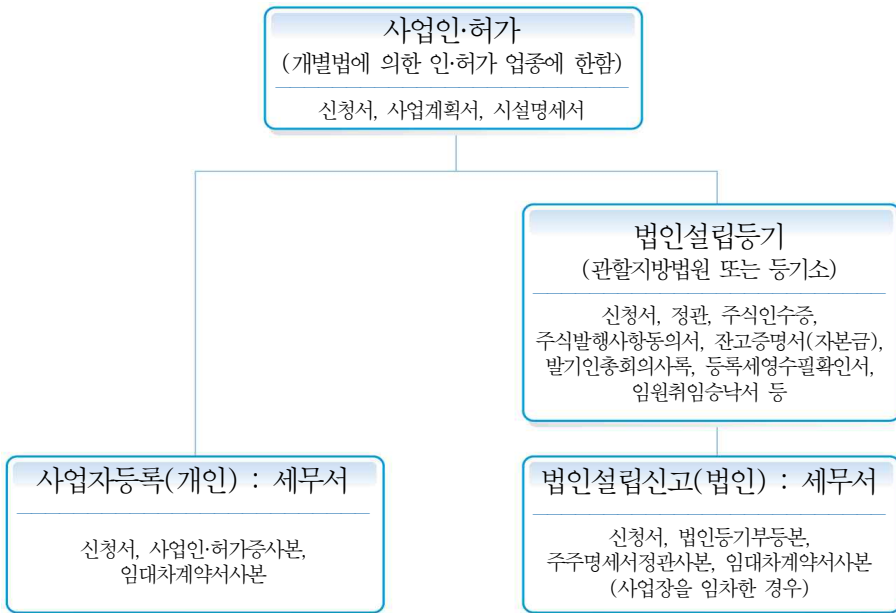 사업인·허가
(개별법에 의한 인·허가 업종에 한함)
신청서, 사업계획서, 시설명세서
법인설립등기
(관할지방법원 또는 등기소)
신청서, 정관, 주식인수증,
주식발행사항동의서, 잔고증명서(자본금),
발기인총회의사록, 등록세영수필확인서,
임원취임승낙서 등
사업자등록(개인) : 세무서
신청서, 사업인·허가증사본,
임대차계약서사본
법인설립신고(법인) : 세무서
신청서, 법인등기부등본,
주주명세서정관사본, 임대차계약서사본
(사업장을 임차한 경우)